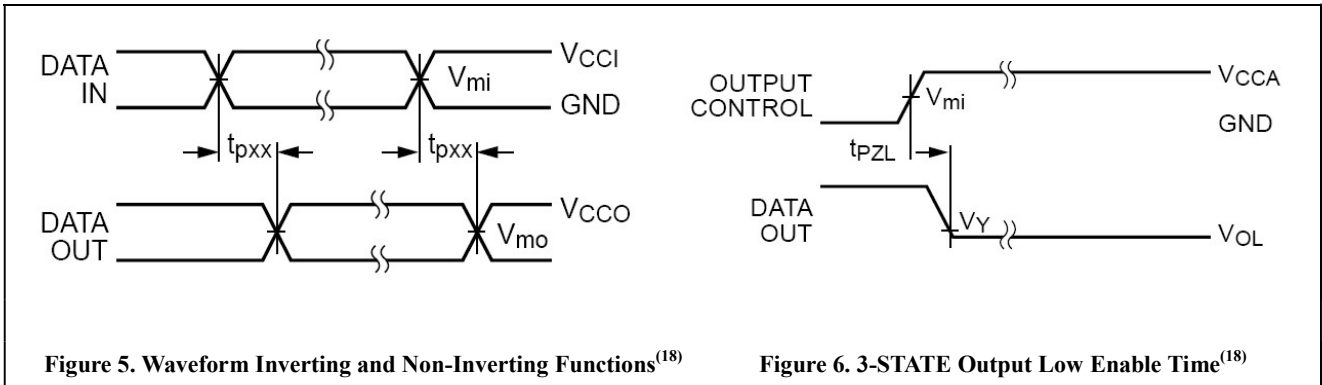 DATA
IN
V_CCI
V_mi
GND
t_pxx
t_pxx
DATA
OUT
V_CCO
V_mo
Figure 5. Waveform Inverting and Non-Inverting Functions(18)
OUTPUT
CONTROL
V_CCA
V_mi
GND
t_PZL
DATA
OUT
V_Y
V_OL
Figure 6. 3-STATE Output Low Enable Time(18)